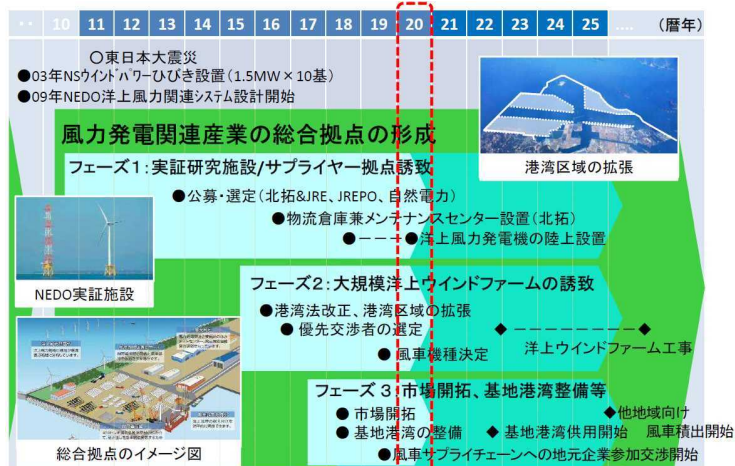 ‥ 10 11 12 13 14 15 16 17 18 19 20 21 22 23 24 25 ‥‥ (暦年)
○東日本大震災
●03年NSウインドパワーひびき設置(1.5MW×10基)
●09年NEDO洋上風力関連システム設計開始
港湾区域の拡張
風力発電関連産業の総合拠点の形成
フェーズ1:実証研究施設/サプライヤー拠点誘致
●公募・選定(北拓&JRE、JREPO、自然電力)
●物流倉庫兼メンテナンスセンター設置(北拓)
●−−−●洋上風力発電機の陸上設置
NEDO実証施設
フェーズ2:大規模洋上ウインドファームの誘致
●港湾法改正、港湾区域の拡張
●優先交渉者の選定
◆−−−−−−−−◆
●風車機種決定
洋上ウインドファーム工事
フェーズ3:市場開拓、基地港湾整備等
●市場開拓
◆他地域向け
風車積出開始
●基地港湾の整備
◆基地港湾供用開始
●風車サプライチェーンへの地元企業参加交渉開始
総合拠点のイメージ図